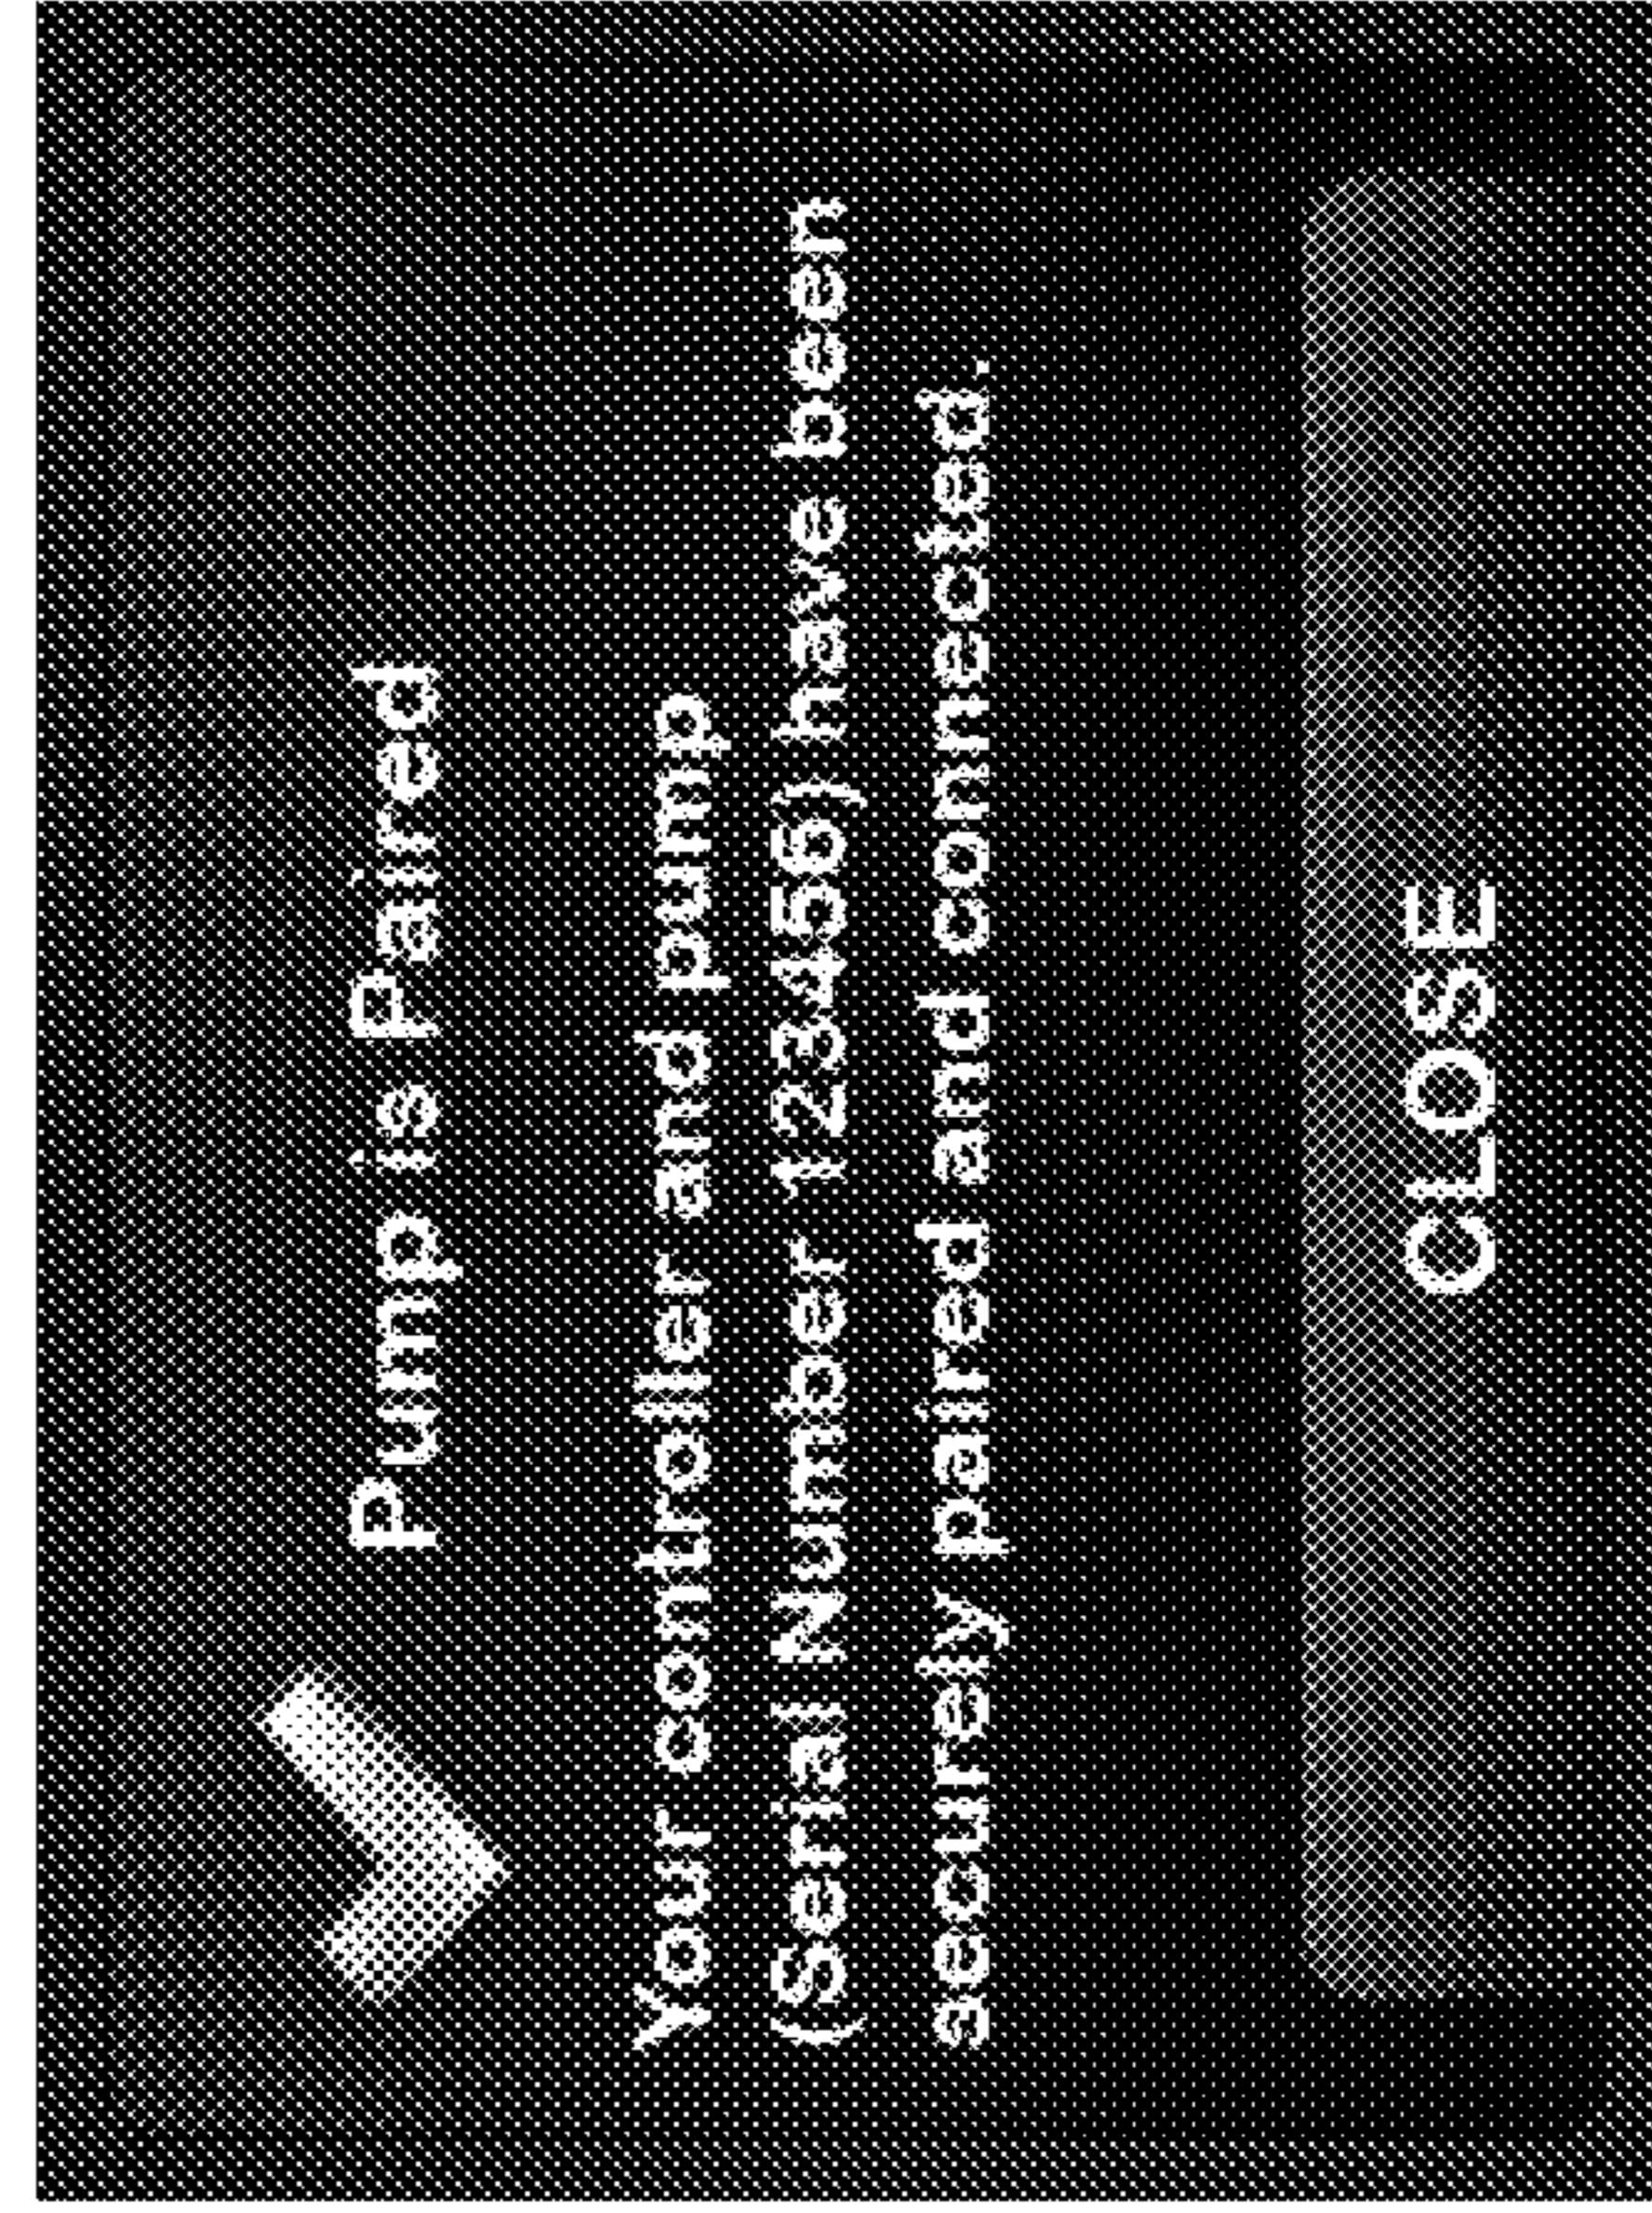 Pump is Paired
Your controller and pump
(Serial Number 123456) have been
securely paired and connected.
CLOSE